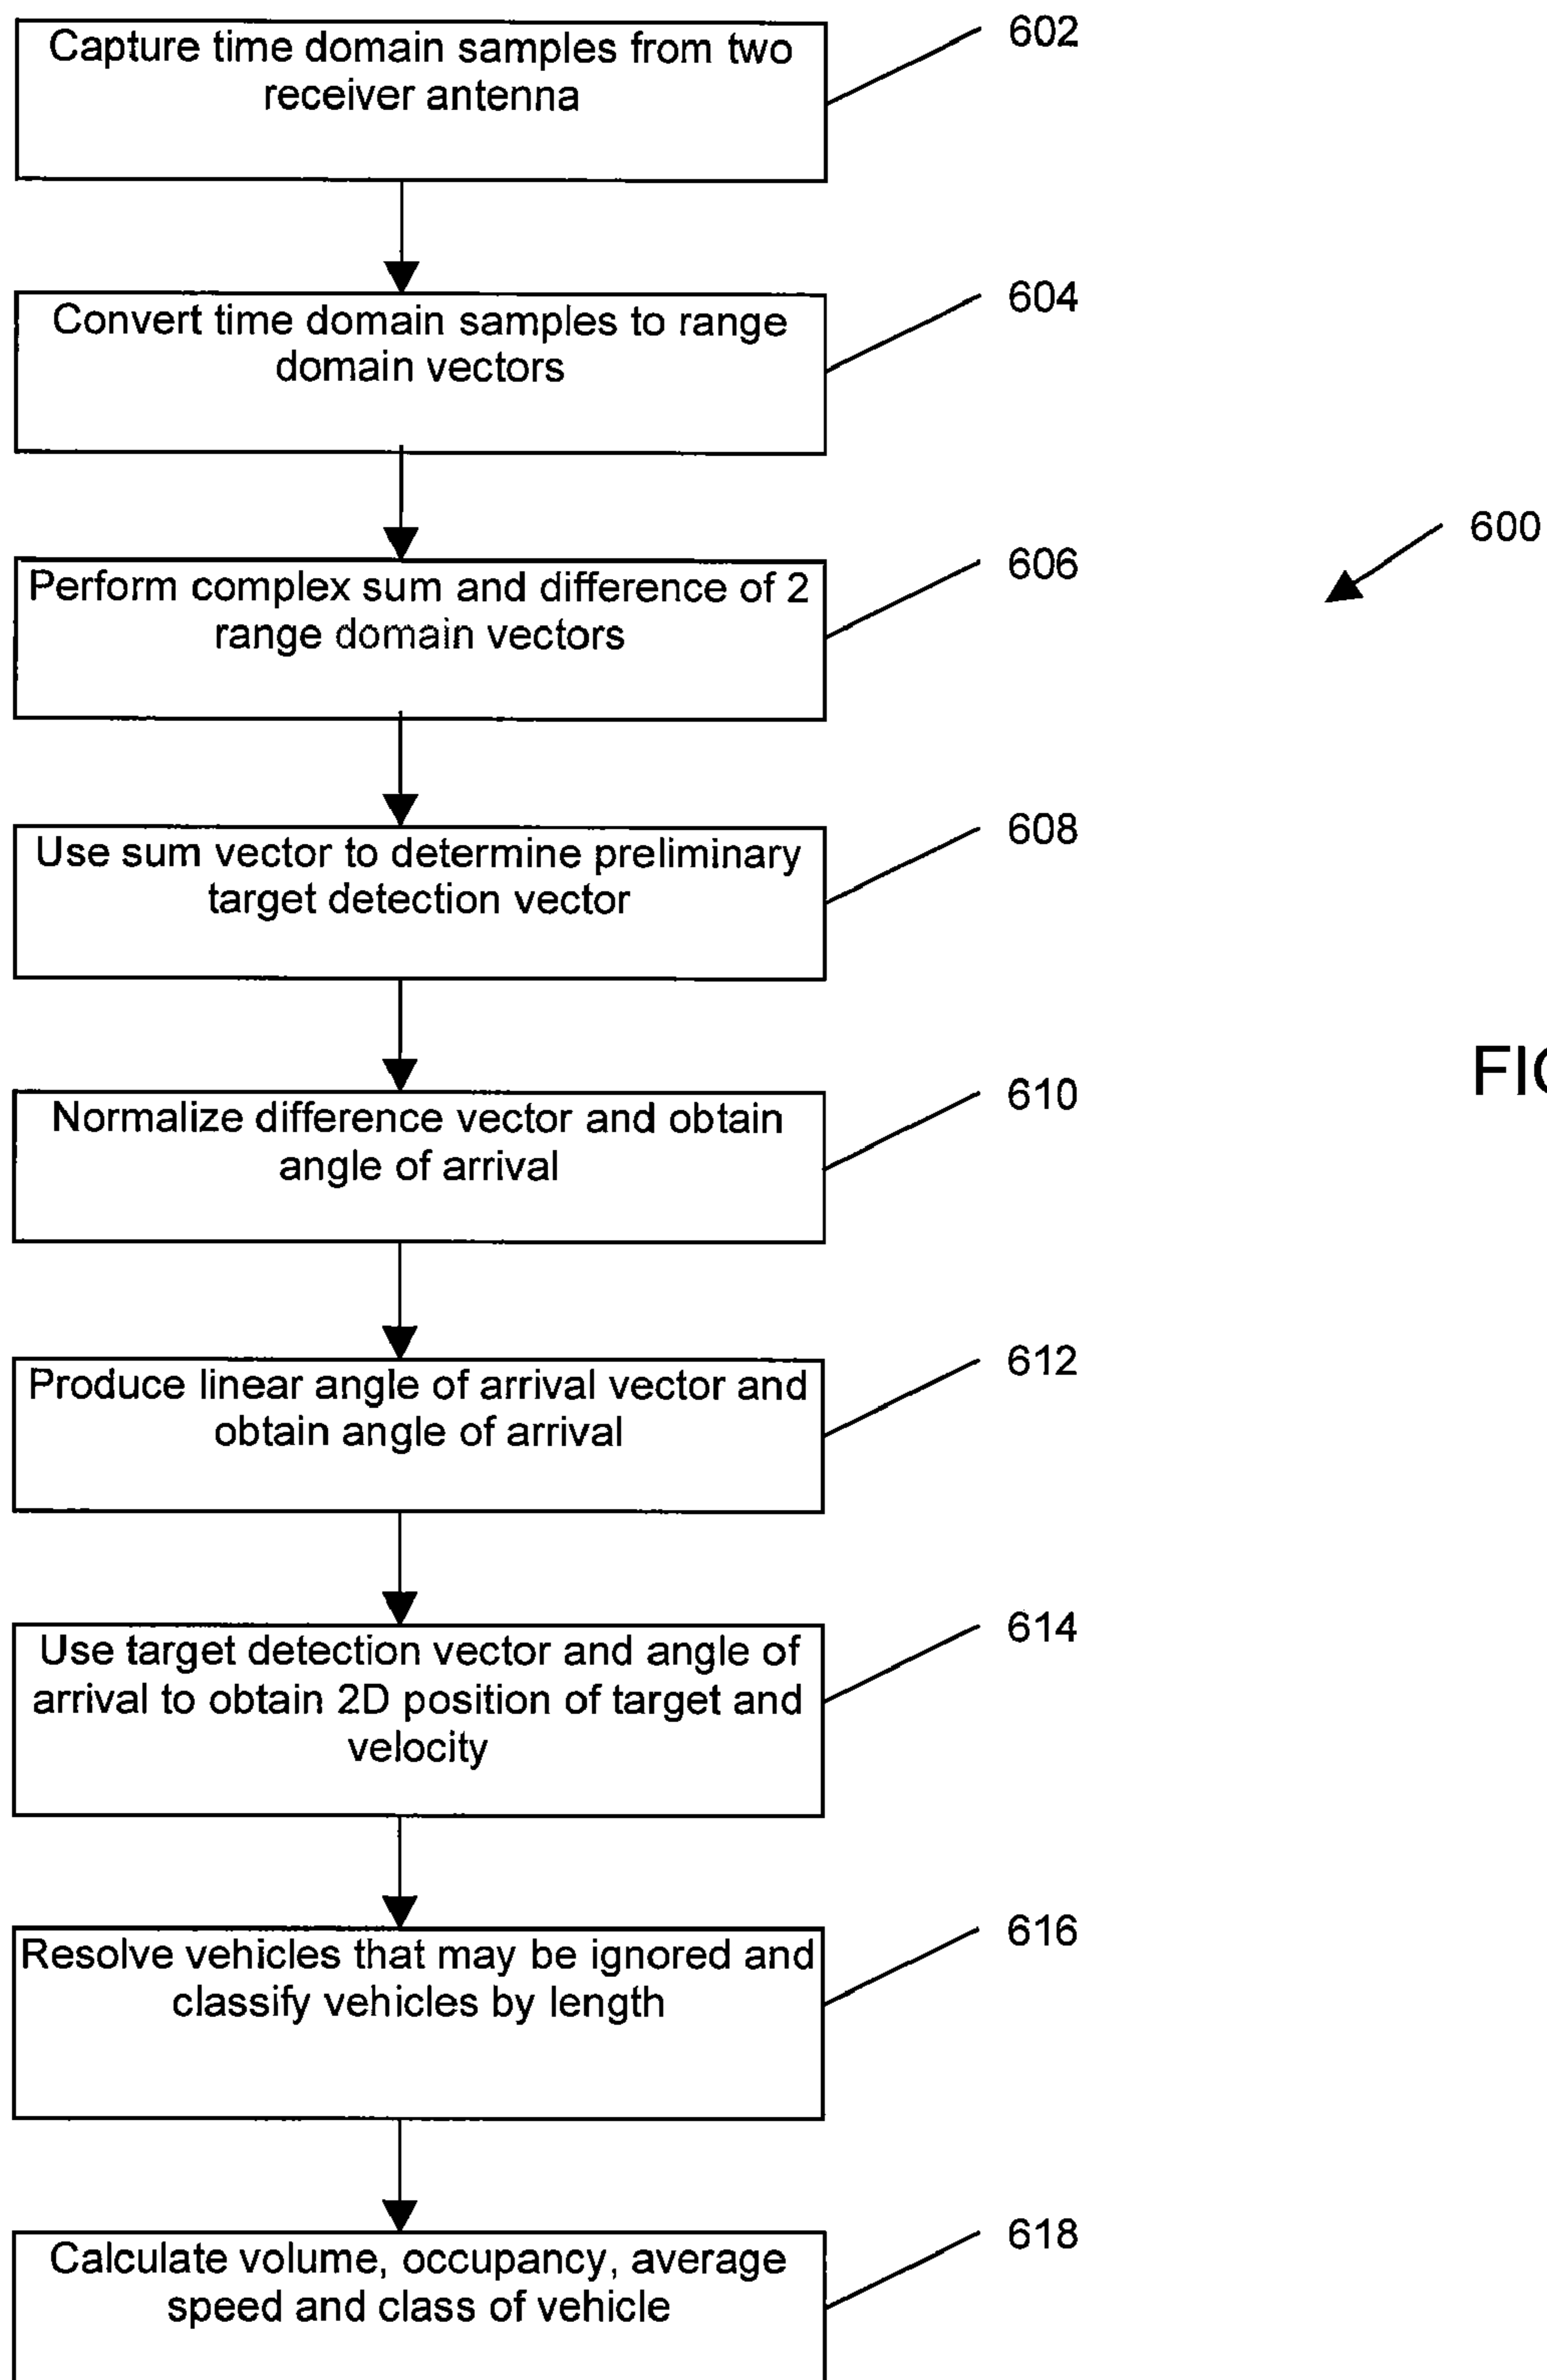 Capture time domain samples from two
receiver antenna
602
Convert time domain samples to range
domain vectors
604
Perform complex sum and difference of 2
range domain vectors
606
600
Use sum vector to determine preliminary
target detection vector
608
Normalize difference vector and obtain
angle of arrival
610
Produce linear angle of arrival vector and
obtain angle of arrival
612
Use target detection vector and angle of
arrival to obtain 2D position of target and
velocity
614
Resolve vehicles that may be ignored and
classify vehicles by length
616
Calculate volume, occupancy, average
speed and class of vehicle
618